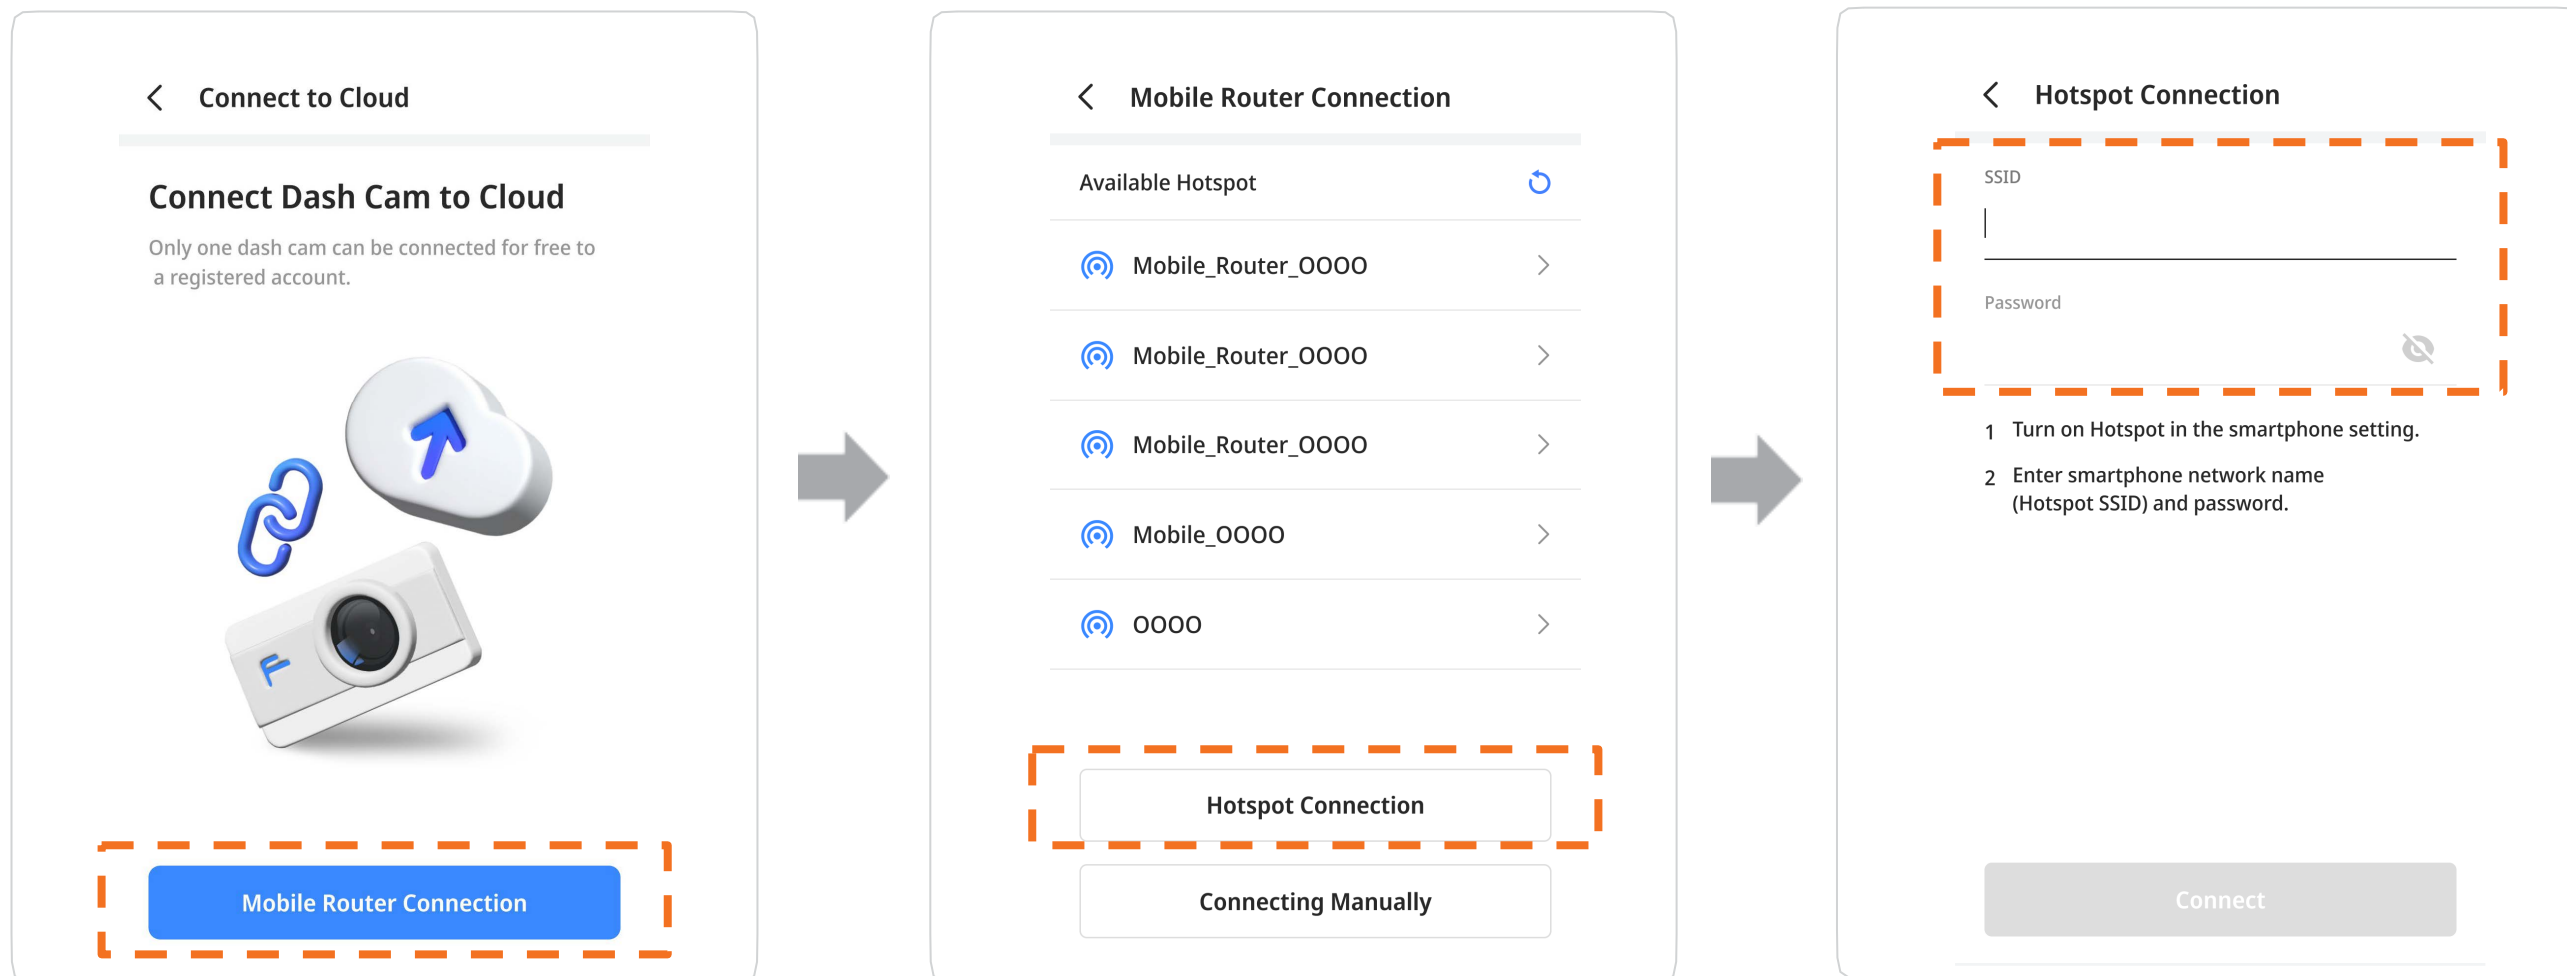 Connect to Cloud
Connect Dash Cam to Cloud
Only one dash cam can be connected for free to
a registered account.
F
Mobile Router Connection
Mobile Router Connection
Available Hotspot
Mobile_Router_OOOO
Mobile_Router_OOOO
Mobile_Router_OOOO
Mobile_OOOO
OOOO
Hotspot Connection
Connecting Manually
Hotspot Connection
SSID
Password
1 Turn on Hotspot in the smartphone setting.
2 Enter smartphone network name
(Hotspot SSID) and password.
Connect